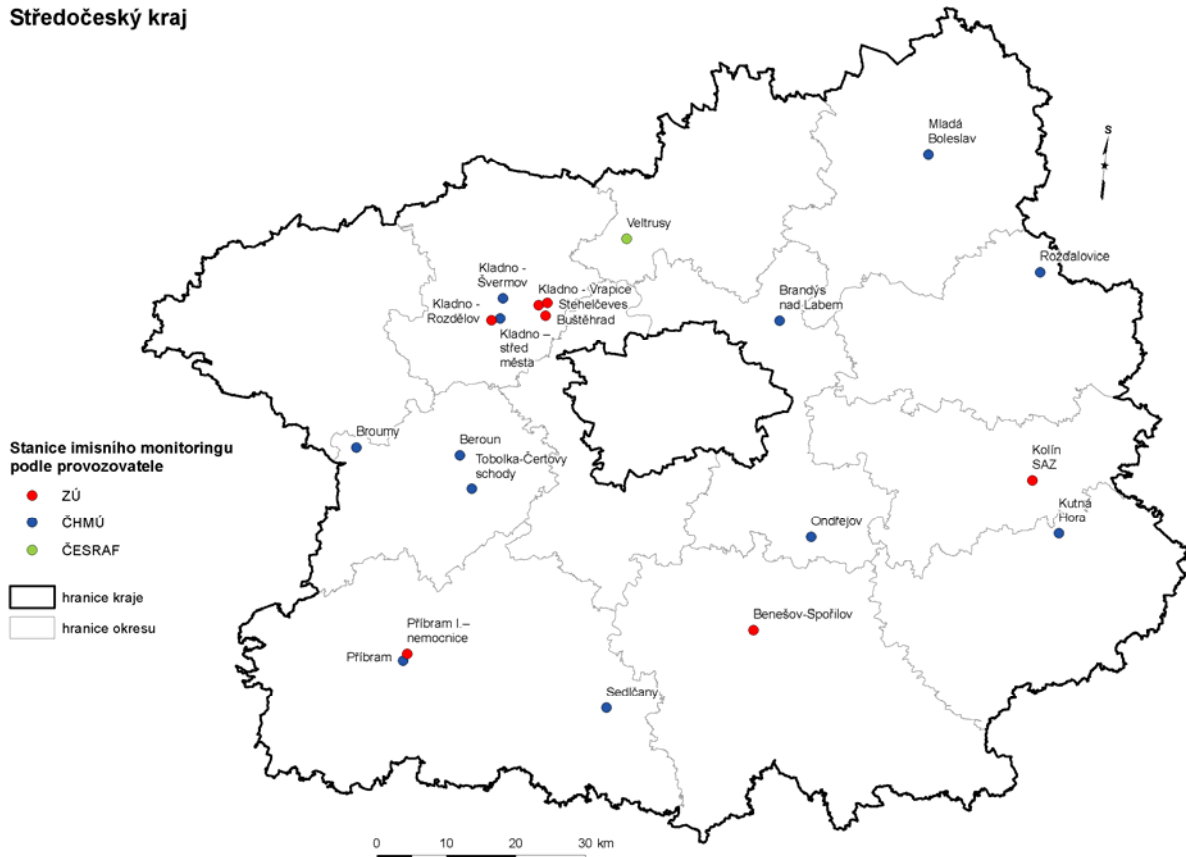 Středočeský kraj
S
Mladá
Boleslav
Veltrusy
Rožďalovice
Kladno -
Švermov
Kladno - Vrapice
Stehelčeves
Buštěhrad
Brandýs
nad Labem
Kladno -
Rozdělov
Kladno –
střed
města
Broumy
Beroun
Tobolka-Čertovy
schody
Kolín
SAZ
Kutná
Hora
Ondřejov
Stanice imisního monitoringu
podle provozovatele
ZÚ
ČHMÚ
ČESRAF
hranice kraje
hranice okresu
Benešov-Spořilov
Příbram I.–
nemocnice
Příbram
Sedlčany
0 10 20 30 km